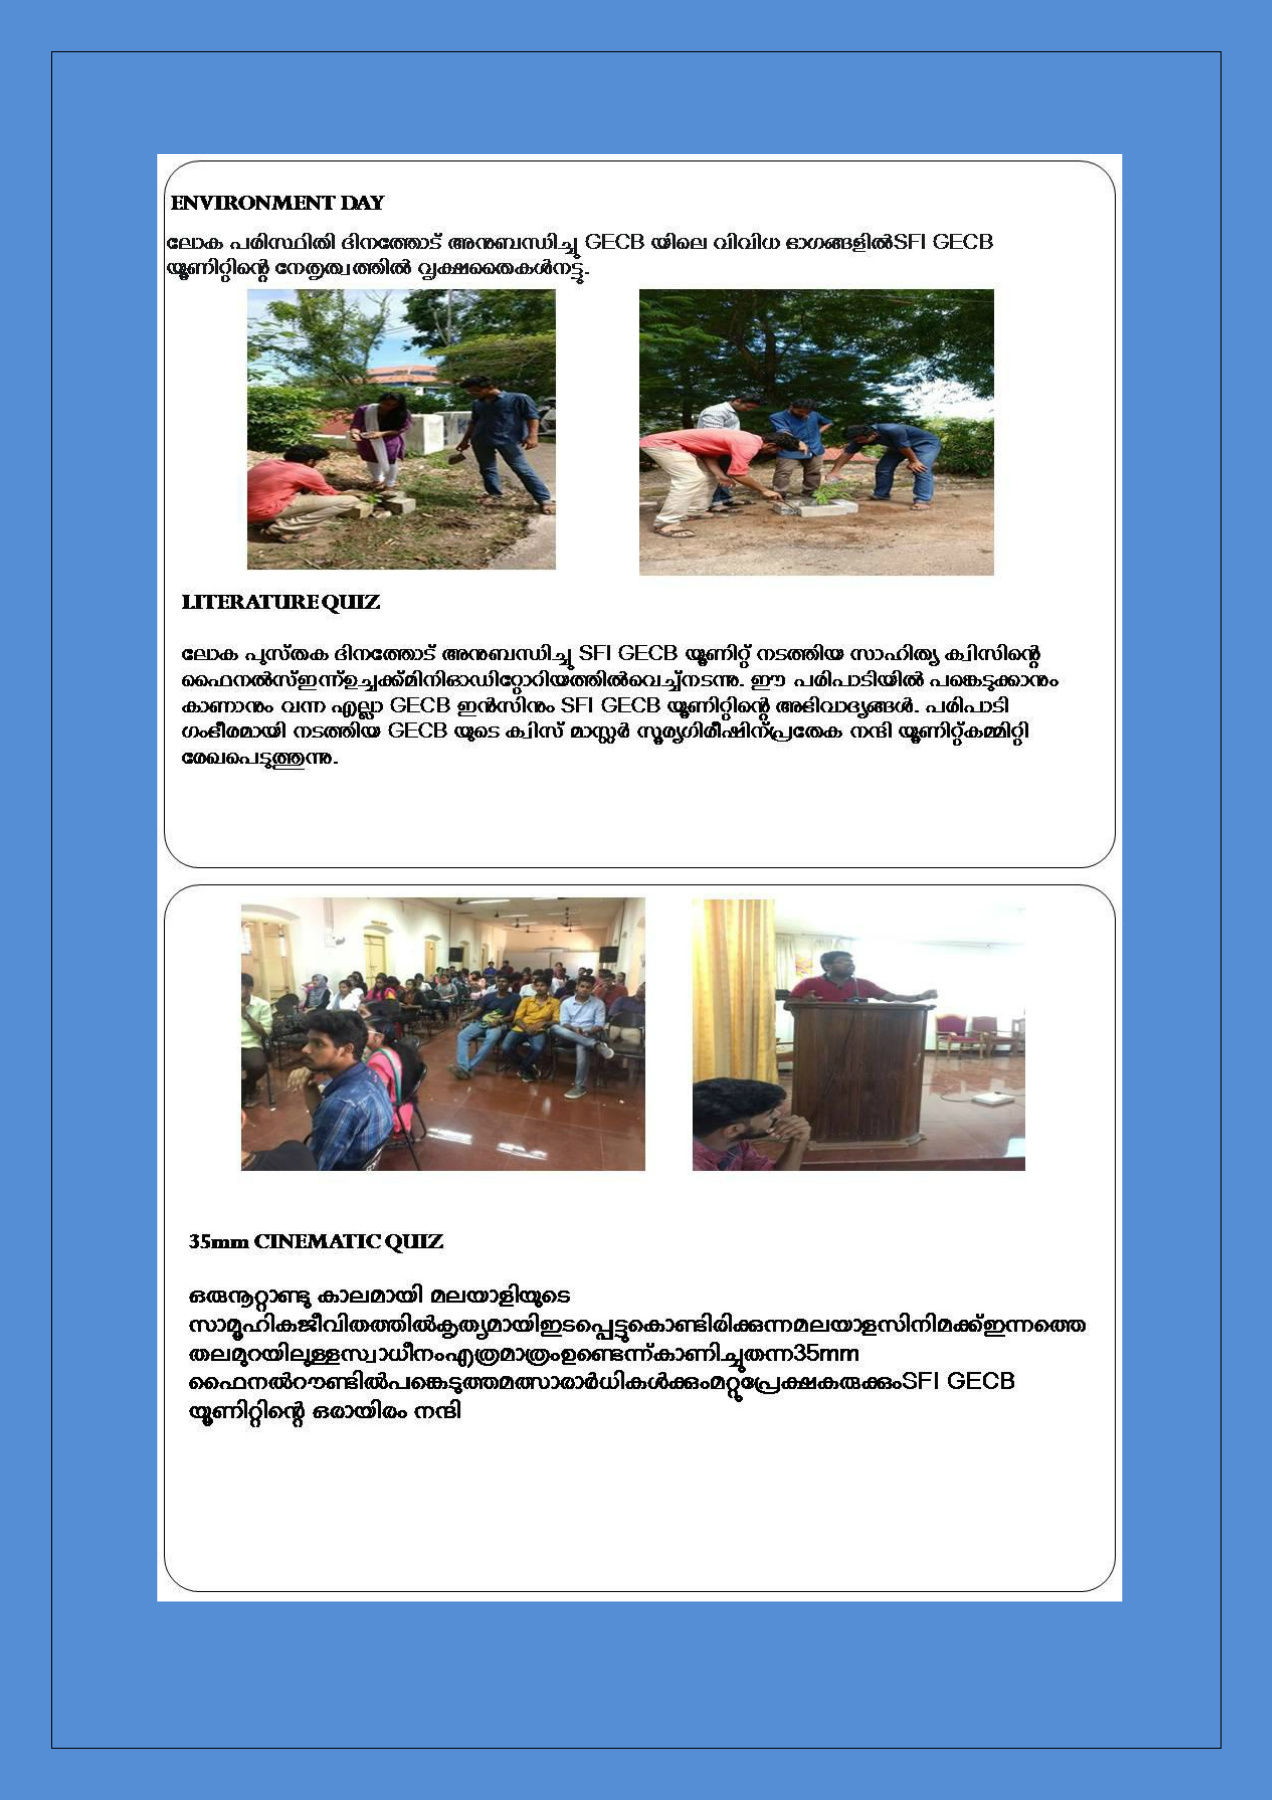 ENVIRONMENT DAY
ലോക പരിസ്ഥിതി ദിനത്തോട് അനുബന്ധിച്ചു GECB യിലെ വിവിധ ഭാഗങ്ങളിൽSFI GECB
യൂണിറ്റിന്റെ നേതൃത്വത്തിൽ വൃക്ഷതൈകൾനട്ടു.
LITERATURE QUIZ
ലോക പുസ്തക ദിനത്തോട് അനുബന്ധിച്ചു SFI GECB യൂണിറ്റ് നടത്തിയ സാഹിത്യ ക്വിസിന്റെ
ഫൈനൽസ്ഇന്ന്ഉച്ചക്ക്മിനിഓഡിറ്റോറിയത്തിൽവെച്ച്നടന്നു. ഈ പരിപാടിയിൽ പങ്കെടുക്കാനും
കാണാനും വന്ന എല്ലാ GECB ഇൻസിനും SFI GECB യൂണിറ്റിന്റെ അഭിവാദ്യങ്ങൾ. പരിപാടി
ഗംഭീരമായി നടത്തിയ GECB യുടെ ക്വിസ് മാസ്റ്റർ സൂര്യഗിരീഷിന്പ്രതേക നന്ദി യൂണിറ്റ്കമ്മിറ്റി
രേഖപെടുത്തുന്നു.
35mm CINEMATIC QUIZ
ഒരുനൂറ്റാണ്ടു കാലമായി മലയാളിയുടെ
സാമൂഹികജീവിതത്തിൽകൃത്യമായിഇടപ്പെട്ടുകൊണ്ടിരിക്കുന്നമലയാളസിനിമക്ക്ഇന്നത്തെ
തലമുറയിലുള്ളസ്വാധീനംഎത്രമാത്രംഉണ്ടെന്ന്കാണിച്ചുതന്ന35mm
ഫൈനൽറൗണ്ടിൽപങ്കെടുത്തമത്സരാർഥികൾക്കുംമറ്റുപ്രേക്ഷകരുക്കുംSFI GECB
യൂണിറ്റിന്റെ ഒരായിരം നന്ദി